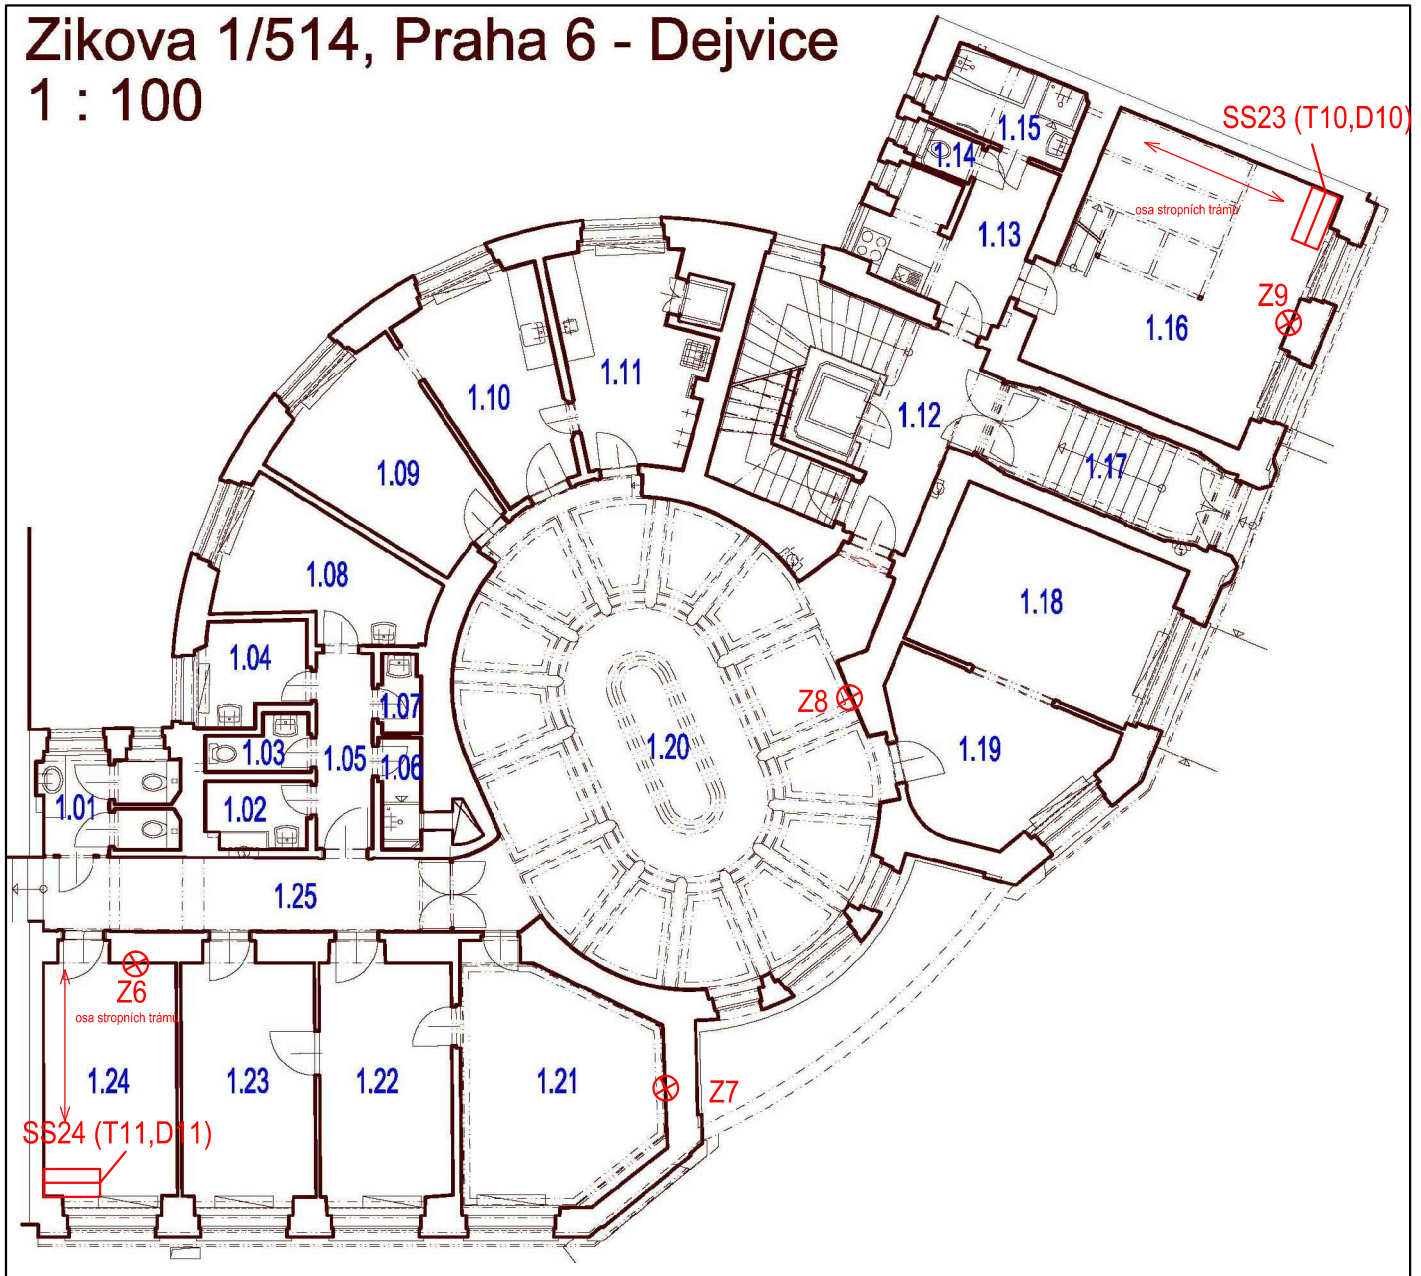 Zikova 1/514, Praha 6 - Dejvice
1 : 100
SS23 (T10,D10)
1.15
1.14
osa stropních trámů
1.13
Z9
1.16
1.11
1.10
1.12
1.09
1.17
1.08
1.18
1.04
1.07
Z8
1.03
1.05
1.20
1.19
1.06
1.01
1.02
1.25
Z6
osa stropních trámů
1.24
1.23
1.22
1.21
Z7
SS24 (T11,D11)